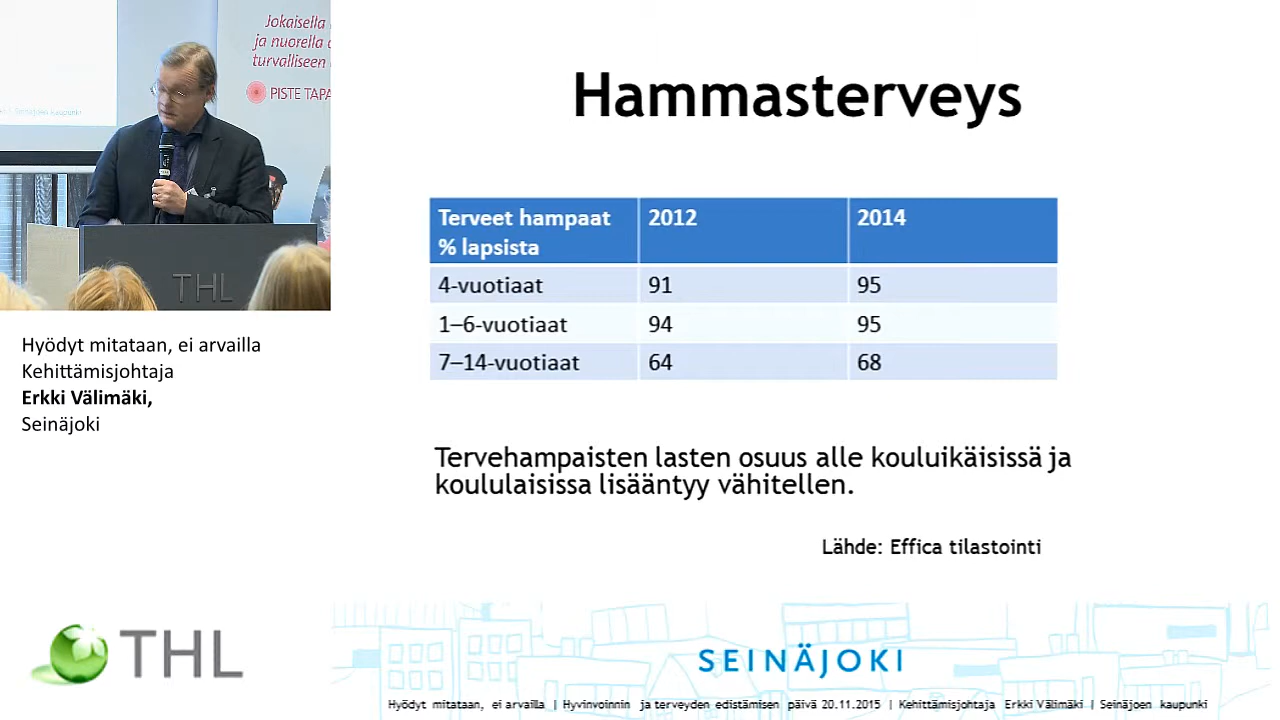 Jokaisella
ja nuorella
turvalliseen
PISTE TAPA
Seinäjoki kaupunki
THL
Hyödyt mitataan, ei arvailla
Kehittämisjohtaja
Erkki Välimäki,
Seinäjoki
THL
Hammasterveys
Terveet hampaat % lapsista 2012 2014
4-vuotiaat 91 95
1–6-vuotiaat 94 95
7–14-vuotiaat 64 68
Tervehampaisten lasten osuus alle kouluikäisissä ja
koululaisissa lisääntyy vähitellen.
Lähde: Effica tilastointi
SEINÄJOKI
Hyödyt mitataan, ei arvailla | Hyvinvoinnin ja terveyden edistämisen päivä 20.11.2015 | Kehittämisjohtaja Erkki Välimäki | Seinäjoen kaupunki